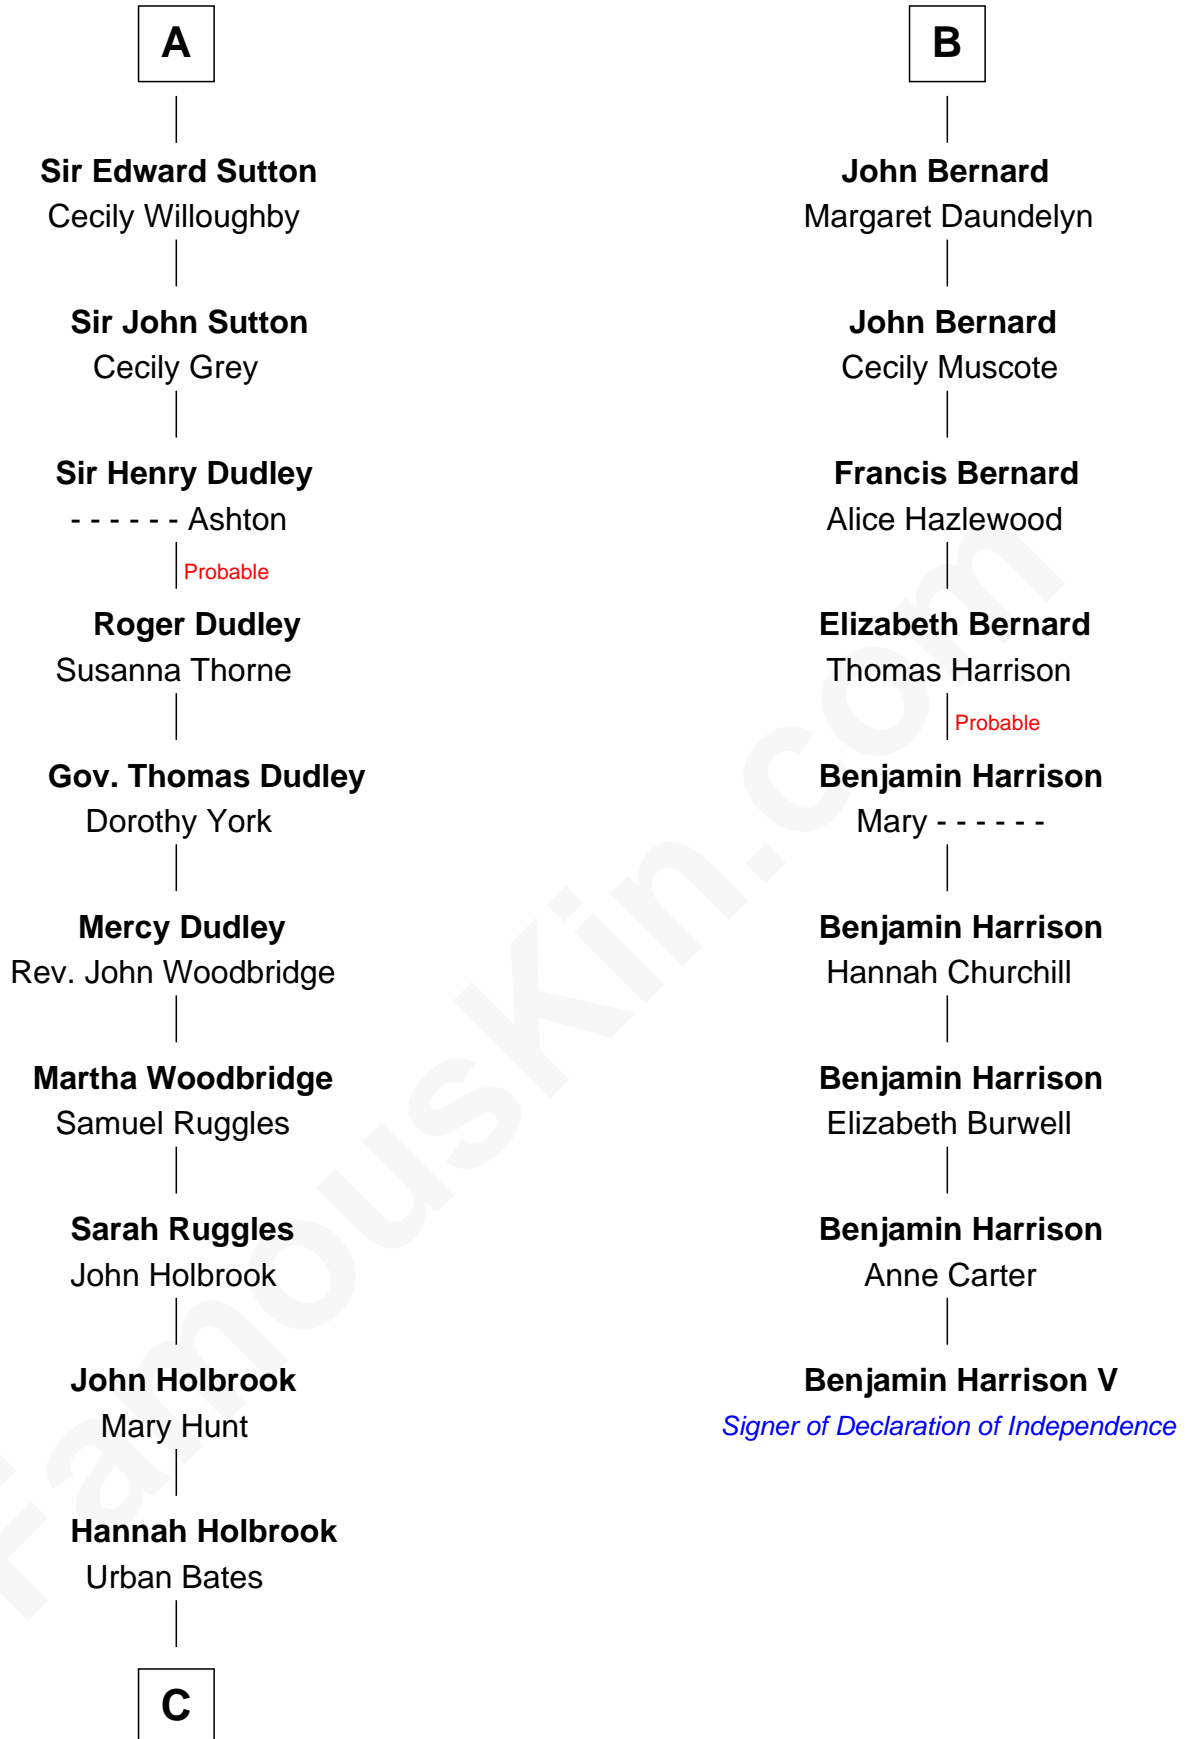 A
Sir Edward Sutton
Cecily Willoughby
Sir John Sutton
Cecily Grey
Sir Henry Dudley
- - - - - - Ashton
Probable
Roger Dudley
Susanna Thorne
Gov. Thomas Dudley
Dorothy York
Mercy Dudley
Rev. John Woodbridge
Martha Woodbridge
Samuel Ruggles
Sarah Ruggles
John Holbrook
John Holbrook
Mary Hunt
Hannah Holbrook
Urban Bates
C
B
John Bernard
Margaret Daundelyn
John Bernard
Cecily Muscote
Francis Bernard
Alice Hazlewood
Elizabeth Bernard
Thomas Harrison
Probable
Benjamin Harrison
Mary - - - - - -
Benjamin Harrison
Hannah Churchill
Benjamin Harrison
Elizabeth Burwell
Benjamin Harrison
Anne Carter
Benjamin Harrison V
Signer of Declaration of Independence
FamousKin.com